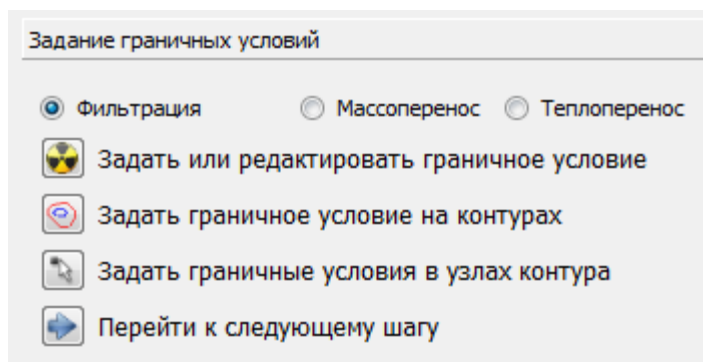 Задание граничных условий
Фильтрация Массоперенос Теплоперенос
Задать или редактировать граничное условие
Задать граничное условие на контурах
Задать граничные условия в узлах контура
Перейти к следующему шагу